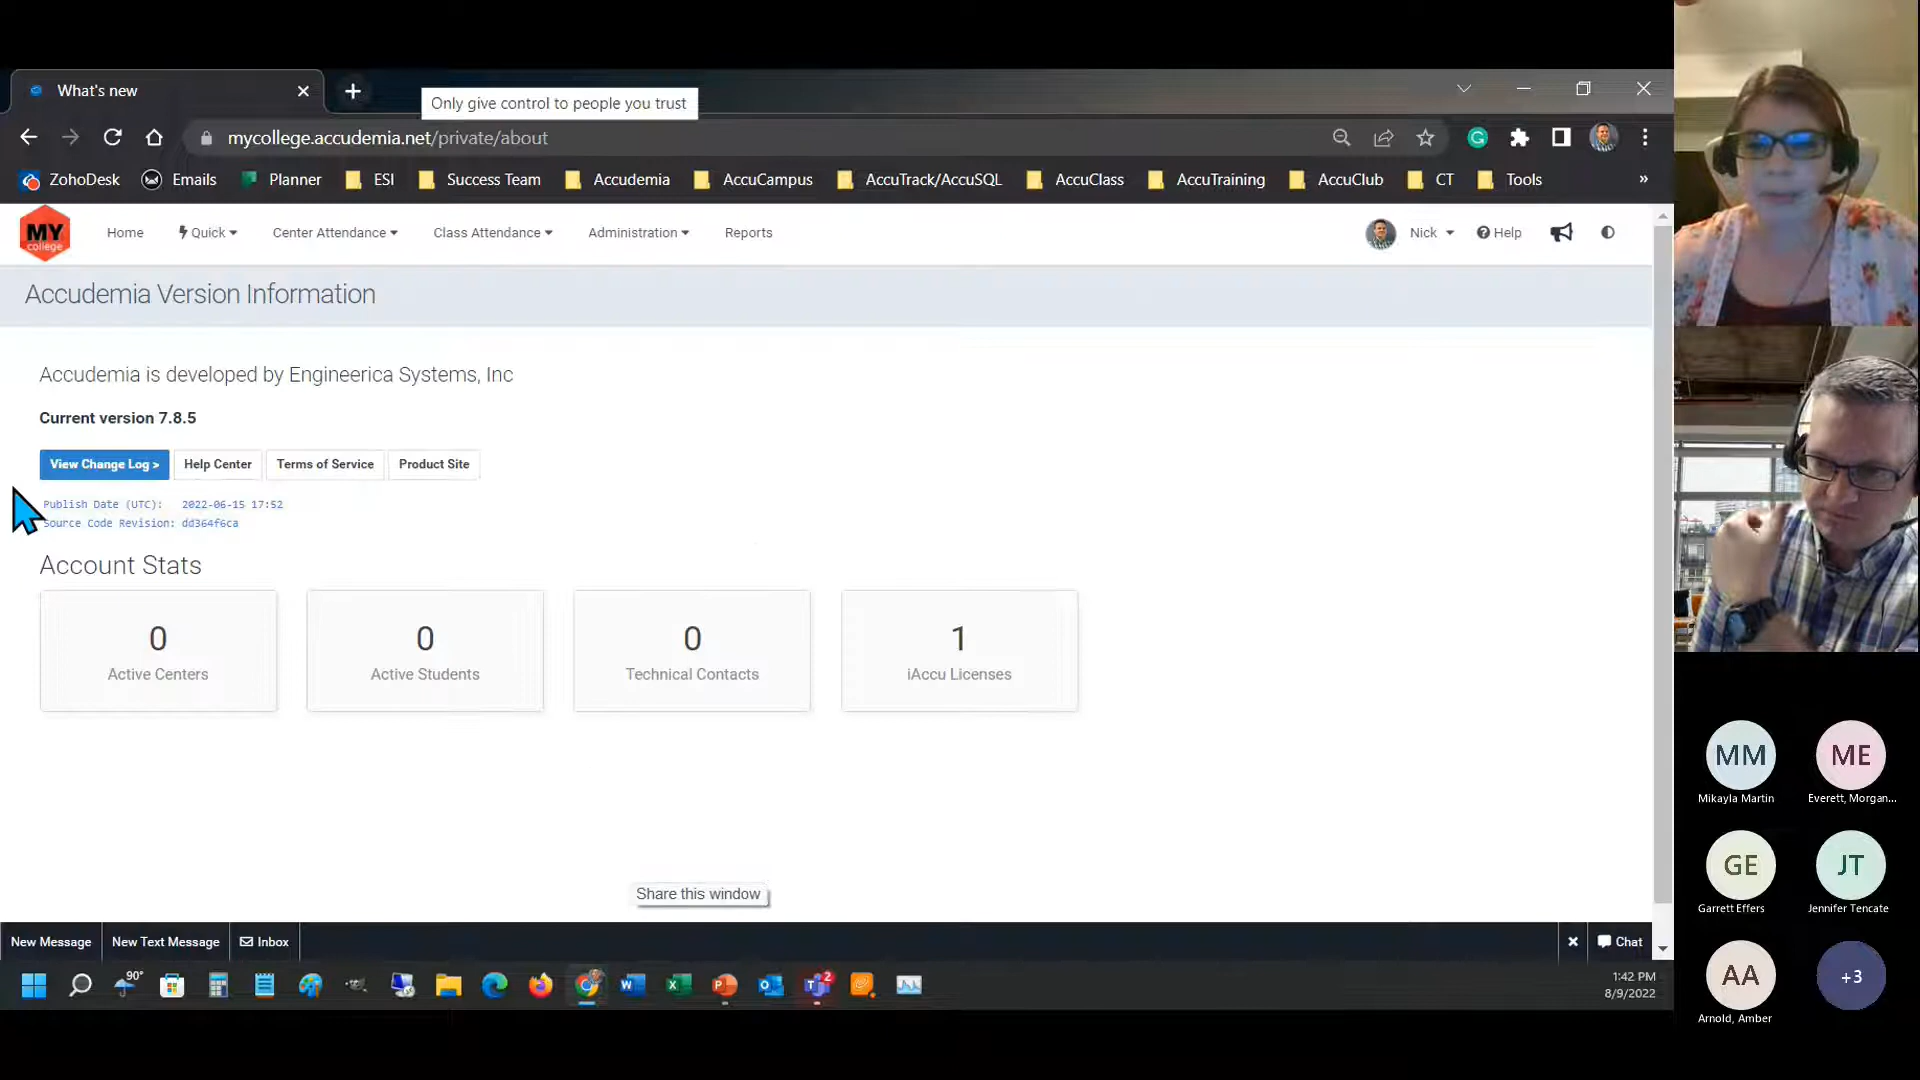 What's new
Only give control to people you trust
mycollege.accudemia.net/private/about
ZohoDesk Emails Planner ESI Success Team Accudemia AccuCampus AccuTrack/AccuSQL AccuClass AccuTraining AccuClub CT Tools »
MY college Home Quick Center Attendance Class Attendance Administration Reports Nick Help
Accudemia Version Information
Accudemia is developed by Engineerica Systems, Inc
Current version 7.8.5
View Change Log > Help Center Terms of Service Product Site
Publish Date (UTC): 2022-06-15 17:52
Source Code Revision: dd364f6ca
Account Stats
0 0 0 1
Active Centers Active Students Technical Contacts iAccu Licenses
Share this window
New Message New Text Message Inbox Chat
90°
2
1:42 PM
8/9/2022
MM ME
Mikayla Martin Everett, Morgan...
GE JT
Garrett Effers Jennifer Tencate
AA +3
Arnold, Amber